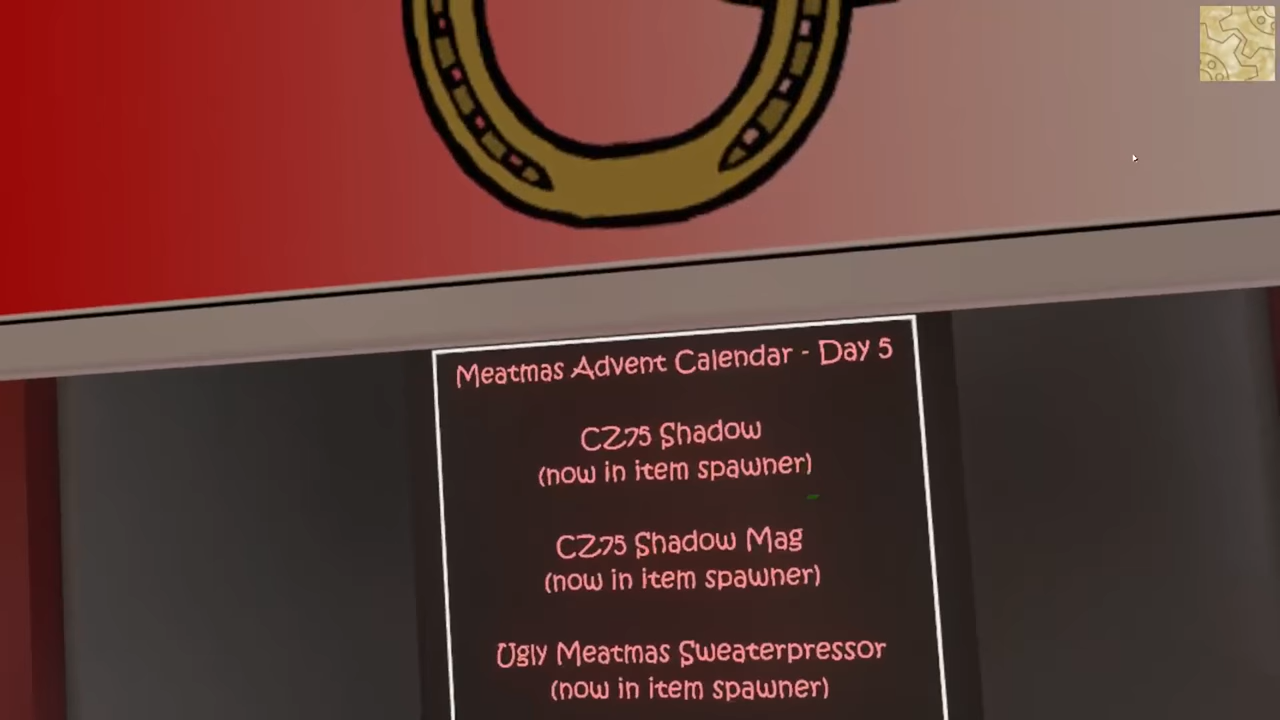 Meatmas Advent Calendar - Day 5
CZ75 Shadow
(now in item spawner)
CZ75 Shadow Mag
(now in item spawner)
Ugly Meatmas Sweaterpressor
(now in item spawner)